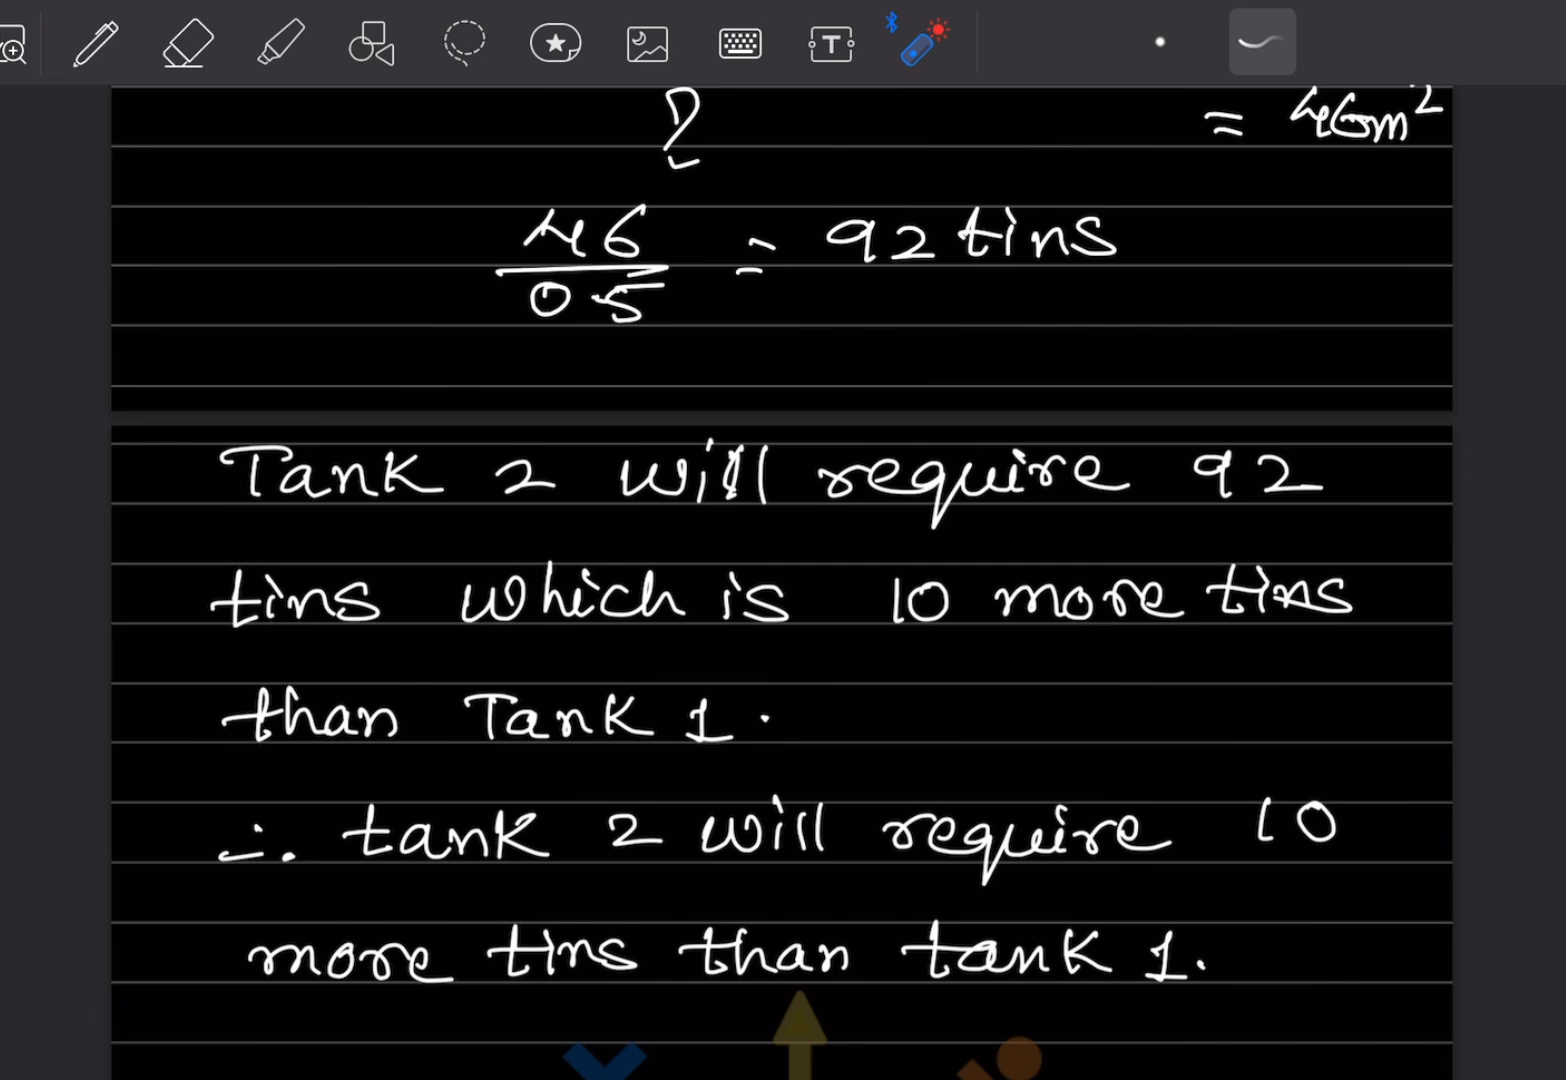 ?
= 46m²
46
0.5
= 92 tins
Tank 2 will require 92
tins which is 10 more tins
than Tank 1.
∴ tank 2 will require 10
more tins than tank 1.